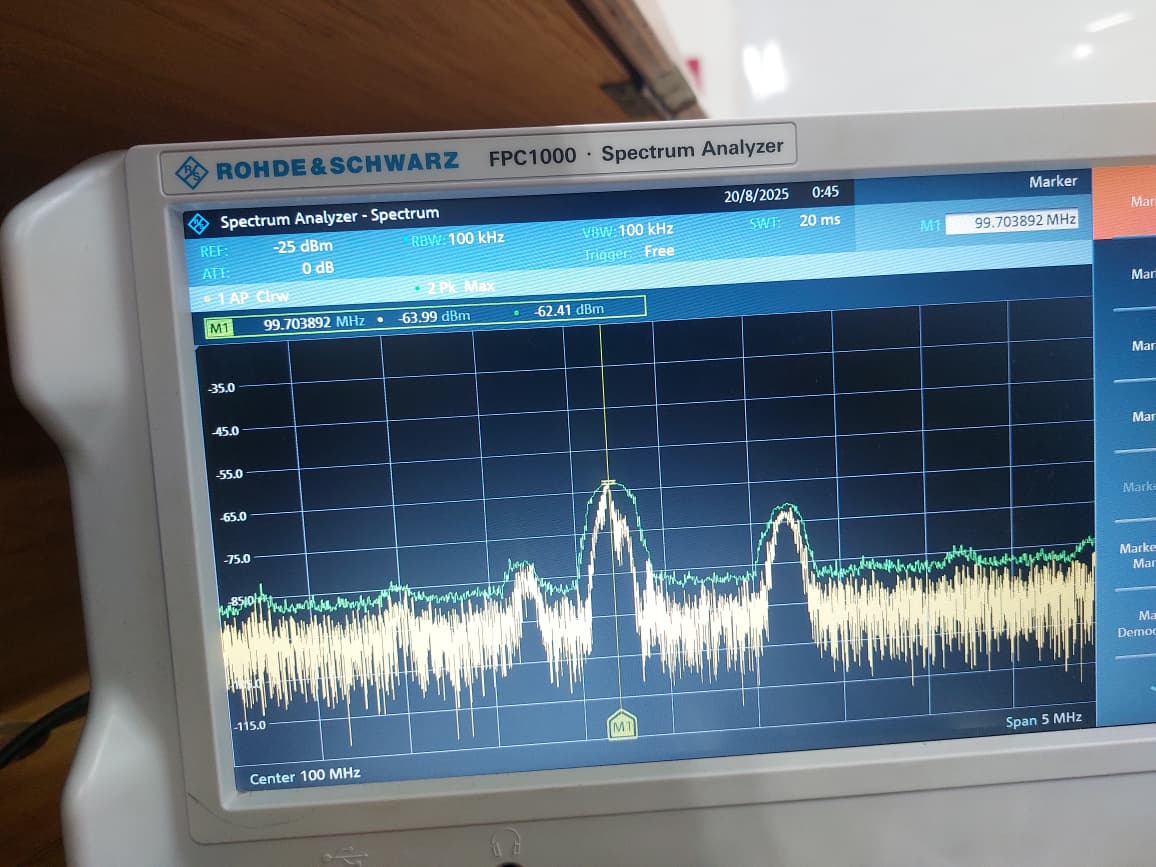 ROHDE&SCHWARZ FPC1000 · Spectrum Analyzer
Spectrum Analyzer - Spectrum 20/8/2025 0:45 Marker
REF: -25 dBm RBW: 100 kHz VBW: 100 kHz SWT: 20 ms M1 99.703892 MHz
ATT: 0 dB Trigger: Free
1 AP Clrw 2 Pk Max
M1 99.703892 MHz • -63.99 dBm • -62.41 dBm
-35.0
-45.0
-55.0
-65.0
-75.0
-85.0
-115.0
M1
Center 100 MHz Span 5 MHz